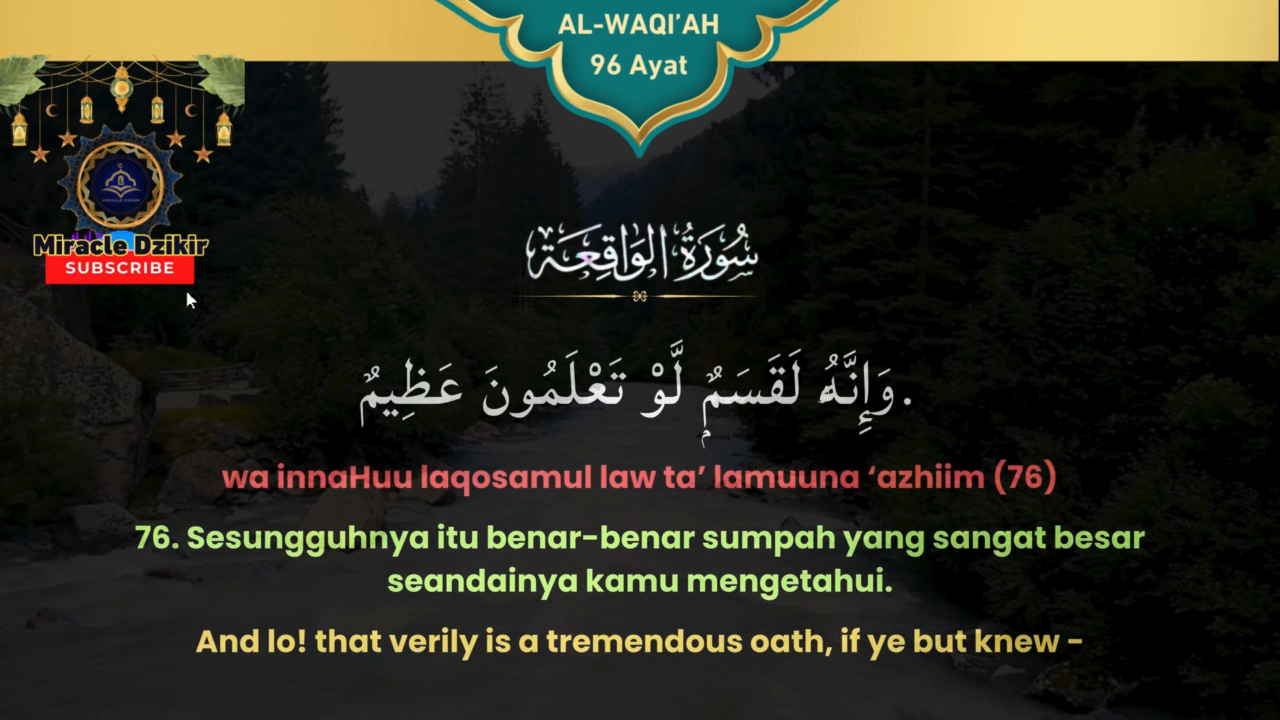 AL-WAQI'AH
96 Ayat
Miracle Dzikir
SUBSCRIBE
سُورَةُ الوَاقِعَة
وَإِنَّهُۥ لَقَسَمٌۭ لَّوْ تَعْلَمُونَ عَظِيمٌ.
wa innaHuu laqosamul law ta’ lamuuna ‘azhiim (76)
76. Sesungguhnya itu benar-benar sumpah yang sangat besar
seandainya kamu mengetahui.
And lo! that verily is a tremendous oath, if ye but knew -